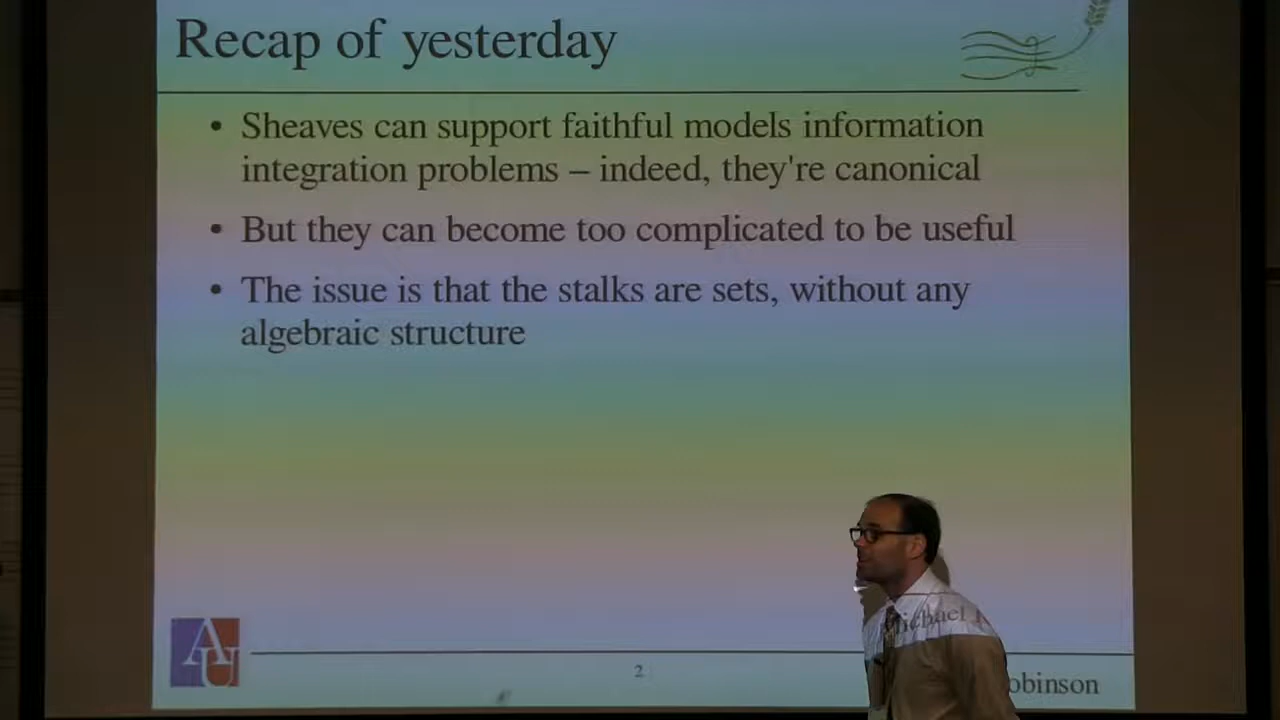 Recap of yesterday
• Sheaves can support faithful models information
integration problems – indeed, they're canonical
• But they can become too complicated to be useful
• The issue is that the stalks are sets, without any
algebraic structure
AU
2
ichael
obinson